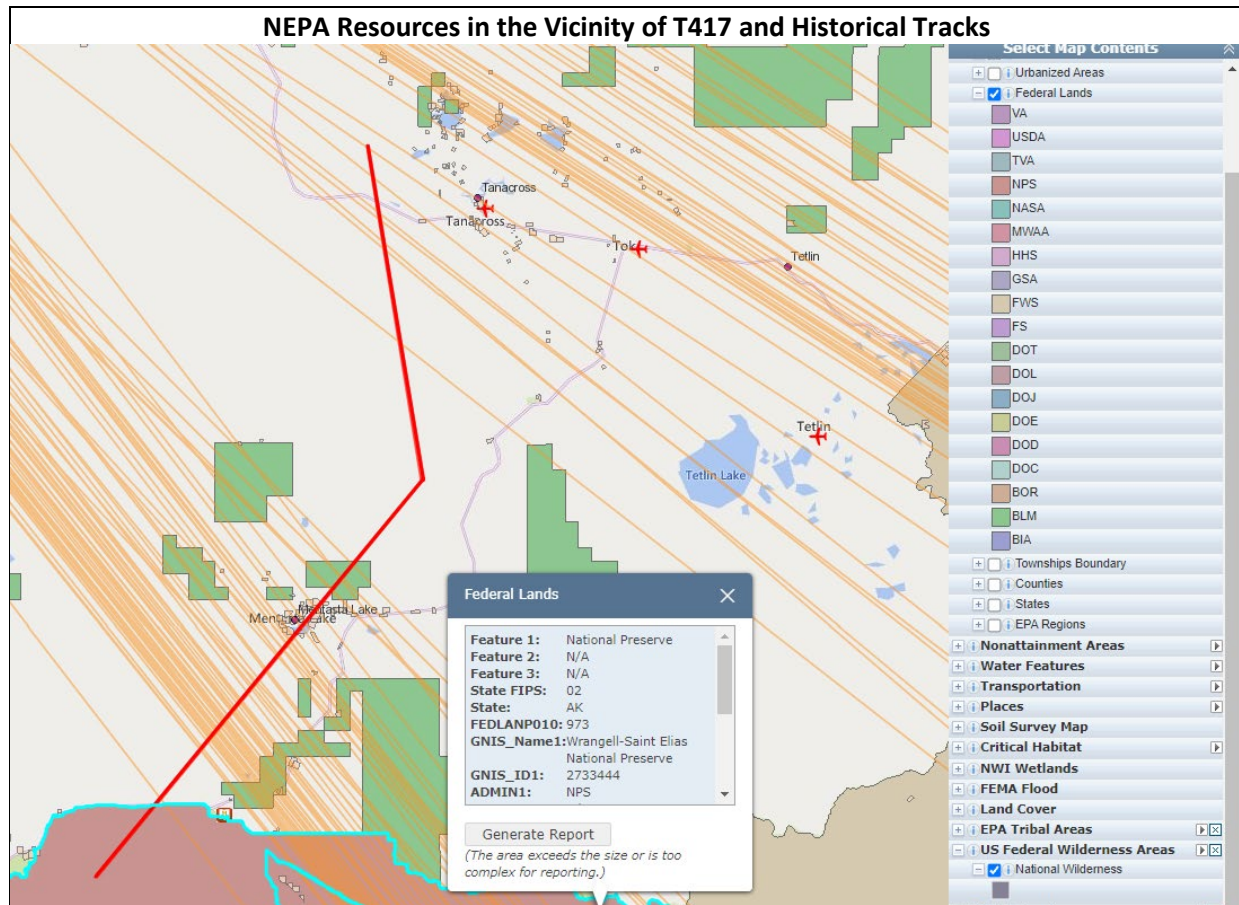 NEPA Resources in the Vicinity of T417 and Historical Tracks
Select Map Contents
Urbanized Areas
Federal Lands
VA
USDA
TVA
NPS
NASA
MWAA
HHS
GSA
FWS
FS
DOT
DOL
DOJ
DOE
DOD
DOC
BOR
BLM
BIA
Townships Boundary
Counties
States
EPA Regions
Nonattainment Areas
Water Features
Transportation
Places
Soil Survey Map
Critical Habitat
NWI Wetlands
FEMA Flood
Land Cover
EPA Tribal Areas
US Federal Wilderness Areas
National Wilderness
Tanacross
Tanacross
Tok
Tetlin
Tetlin
Tetlin Lake
Mentasta Lake
Federal Lands
Feature 1: National Preserve
Feature 2: N/A
Feature 3: N/A
State FIPS: 02
State: AK
FEDLANP010: 973
GNIS_Name1:Wrangell-Saint Elias
National Preserve
GNIS_ID1: 2733444
ADMIN1: NPS
Generate Report
(The area exceeds the size or is too
complex for reporting.)